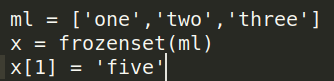 ml = ['one','two','three']
x = frozenset(ml)
x[1] = 'five'